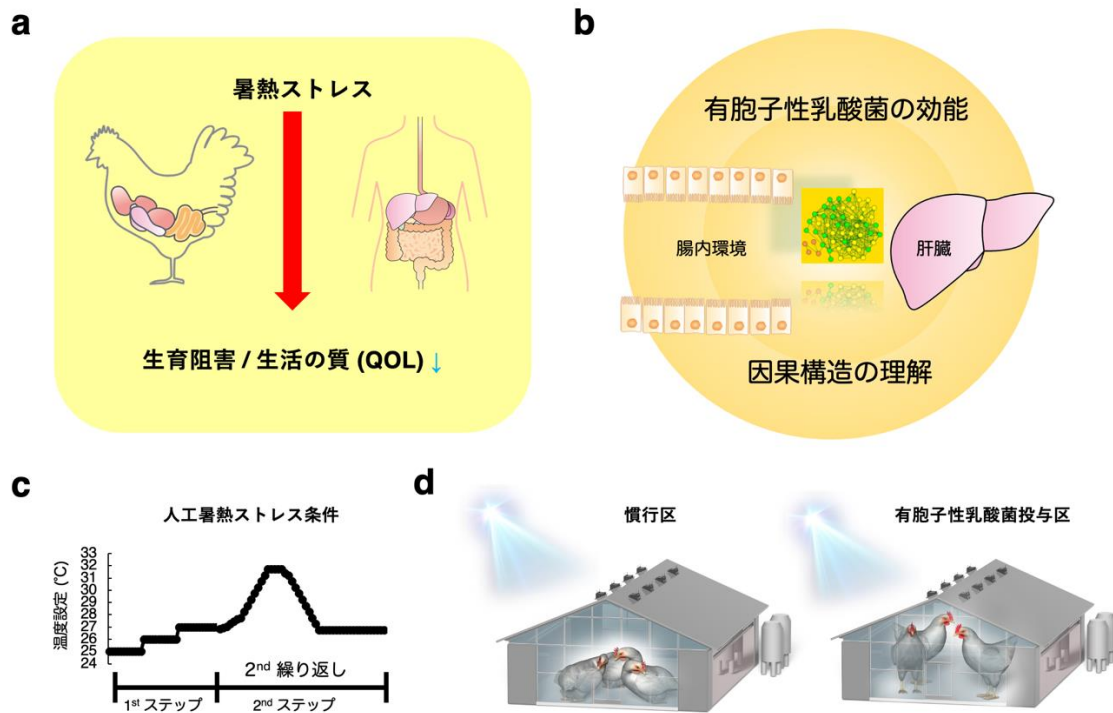 a
暑熱ストレス
生育阻害 / 生活の質 (QOL) ↓
b
有胞子性乳酸菌の効能
腸内環境
肝臓
因果構造の理解
c
人工暑熱ストレス条件
温度設定 (°C)
33
32
31
30
29
28
27
26
25
24
2nd 繰り返し
1st ステップ
2nd ステップ
d
慣行区
有胞子性乳酸菌投与区